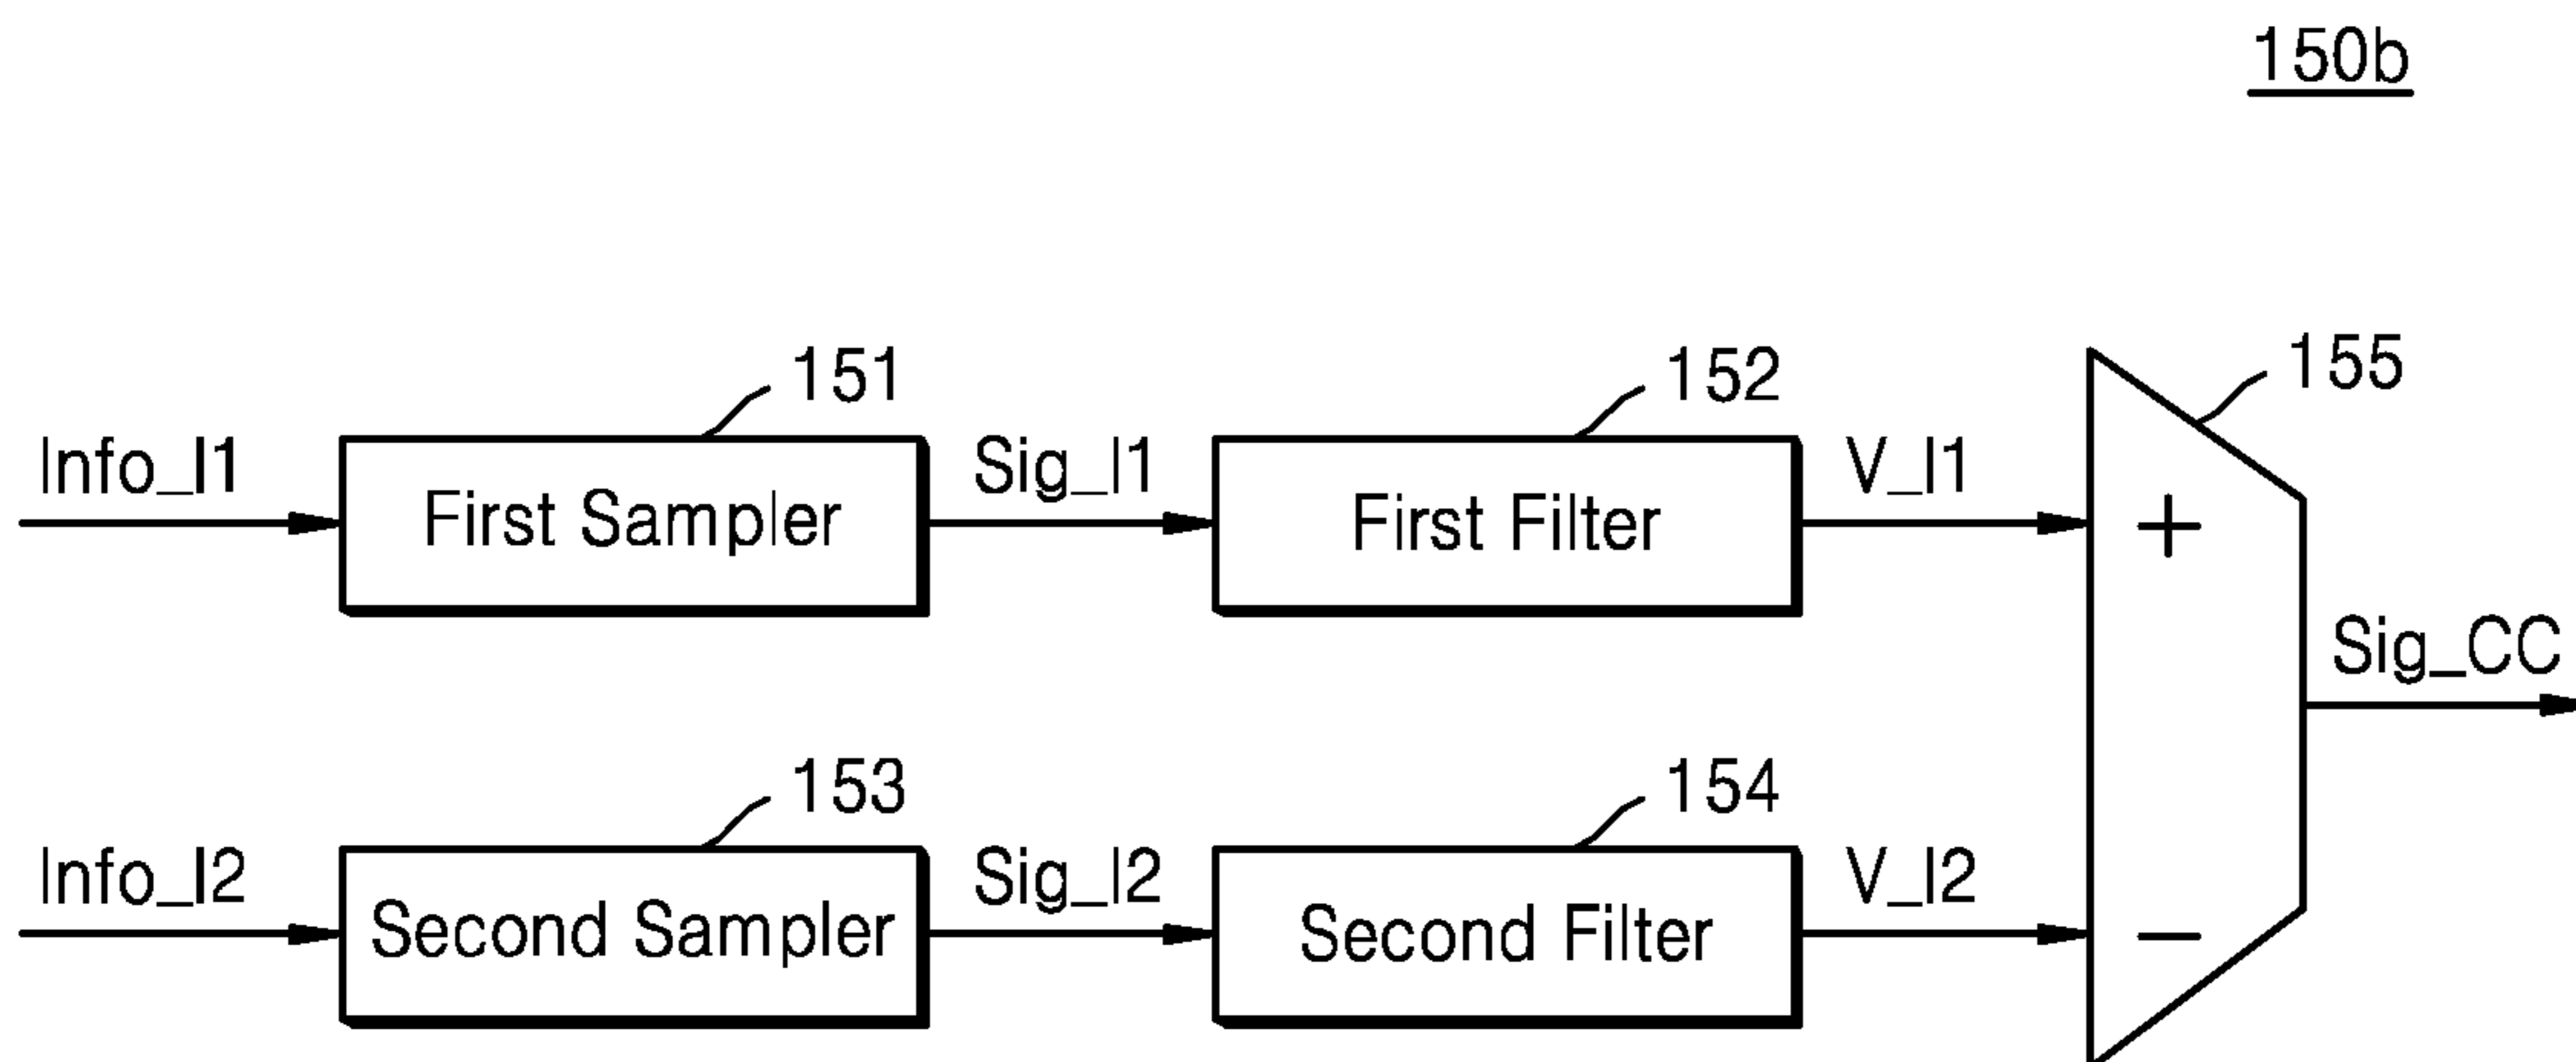 150b
151
152
155
Info_I1
First Sampler
Sig_I1
First Filter
V_I1
+
Sig_CC
153
154
Info_I2
Second Sampler
Sig_I2
Second Filter
V_I2
−